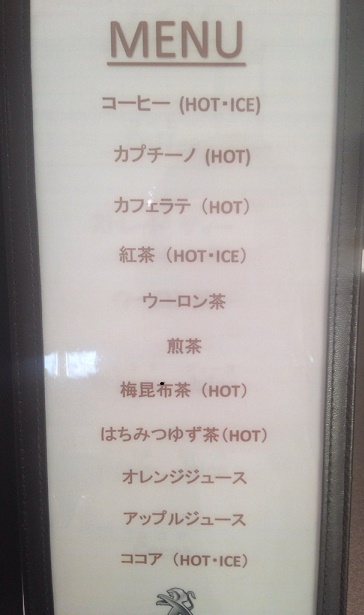 MENU
コーヒー (HOT・ICE)
カプチーノ (HOT)
カフェラテ（HOT）
紅茶（HOT・ICE）
ウーロン茶
煎茶
梅昆布茶（HOT）
はちみつゆず茶（HOT）
オレンジジュース
アップルジュース
ココア（HOT・ICE）